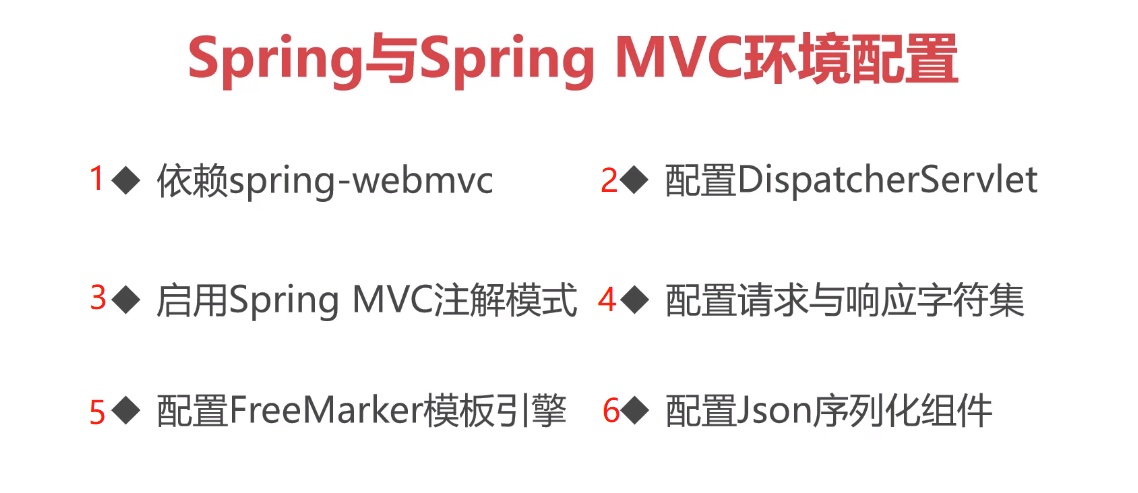 Spring与Spring MVC环境配置
1◆ 依赖spring-webmvc
2◆ 配置DispatcherServlet
3◆ 启用Spring MVC注解模式
4◆ 配置请求与响应字符集
5◆ 配置FreeMarker模板引擎
6◆ 配置Json序列化组件